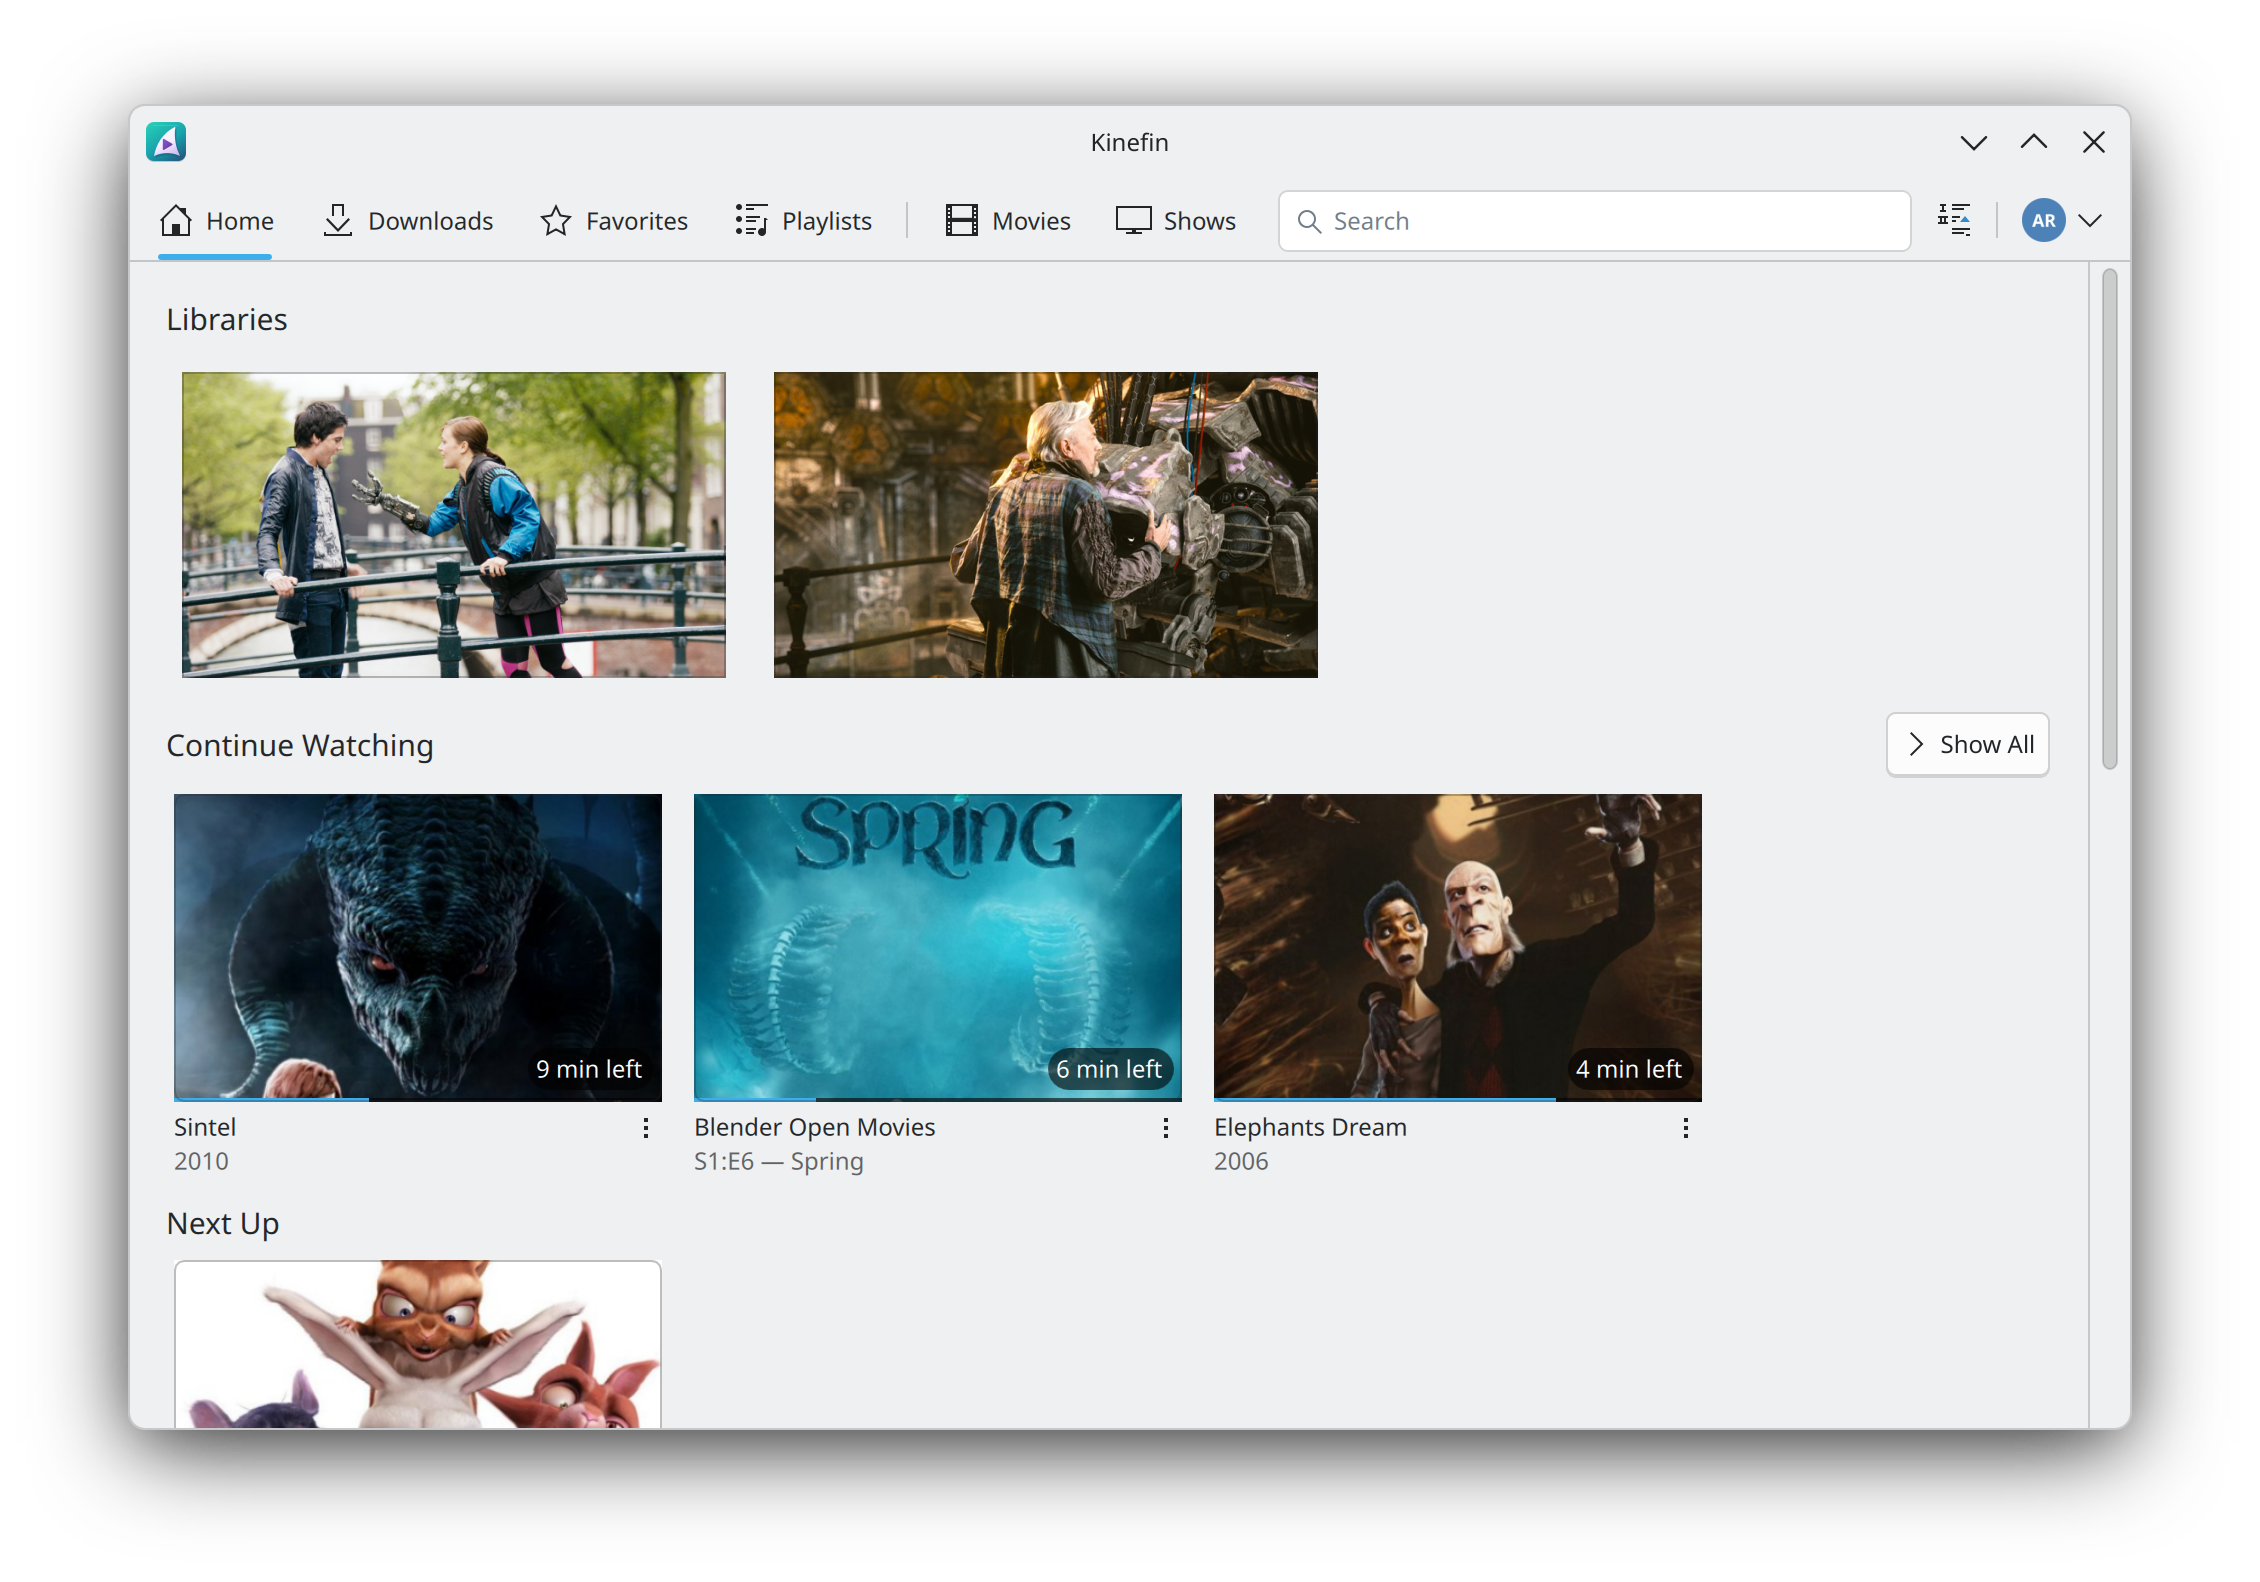 Kinefin
Home
Downloads
Favorites
Playlists
Movies
Shows
Search
AR
Libraries
Continue Watching
Show All
SPRING
9 min left
6 min left
4 min left
Sintel
2010
Blender Open Movies
S1:E6 — Spring
Elephants Dream
2006
Next Up